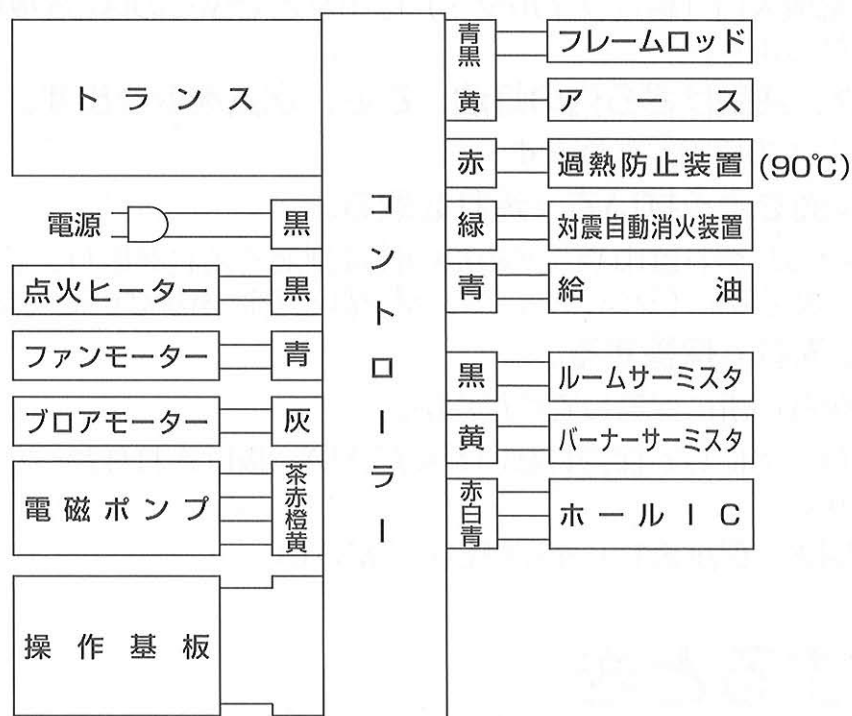 トランス
電源
黒
点火ヒーター
黒
ファンモーター
青
ブロアモーター
灰
電磁ポンプ
茶
赤
橙
黄
操作基板
コントローラー
青
黒
フレームロッド
黄
アース
赤
過熱防止装置 (90℃)
緑
対震自動消火装置
青
給油
黒
ルームサーミスタ
黄
バーナーサーミスタ
赤
白
青
ホールIC